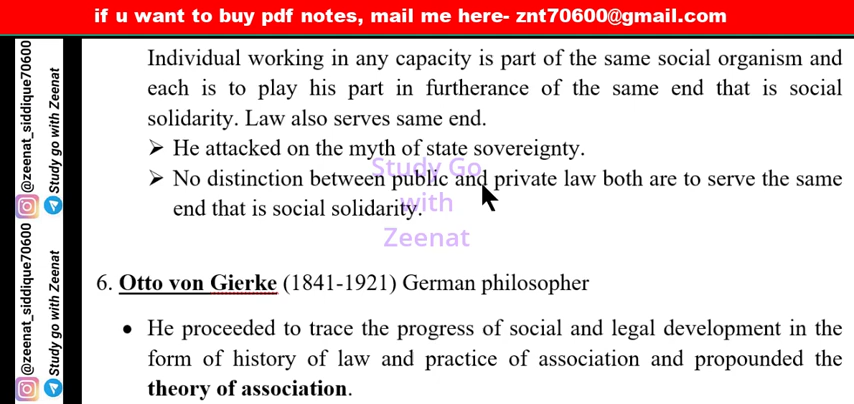 if u want to buy pdf notes, mail me here- znt70600@gmail.com
Individual working in any capacity is part of the same social organism and
each is to play his part in furtherance of the same end that is social
solidarity. Law also serves same end.
➢ He attacked on the myth of state sovereignty.
➢ No distinction between public and private law both are to serve the same
end that is social solidarity.
Study Go
with
Zeenat
6. Otto von Gierke (1841-1921) German philosopher
• He proceeded to trace the progress of social and legal development in the
form of history of law and practice of association and propounded the
theory of association.
@zeenat_siddique70600
Study go with Zeenat
@zeenat_siddique70600
Study go with Zeenat